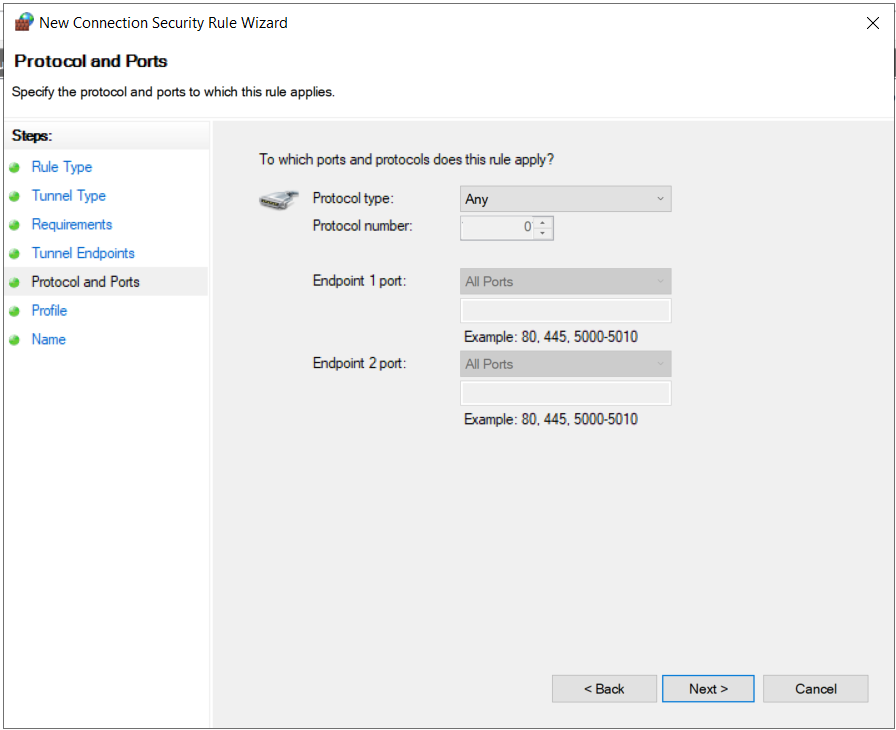 New Connection Security Rule Wizard
Protocol and Ports
Specify the protocol and ports to which this rule applies.
Steps:
Rule Type
Tunnel Type
Requirements
Tunnel Endpoints
Protocol and Ports
Profile
Name
To which ports and protocols does this rule apply?
Protocol type: Any
Protocol number: 0
Endpoint 1 port: All Ports
Example: 80, 445, 5000-5010
Endpoint 2 port: All Ports
Example: 80, 445, 5000-5010
< Back Next > Cancel